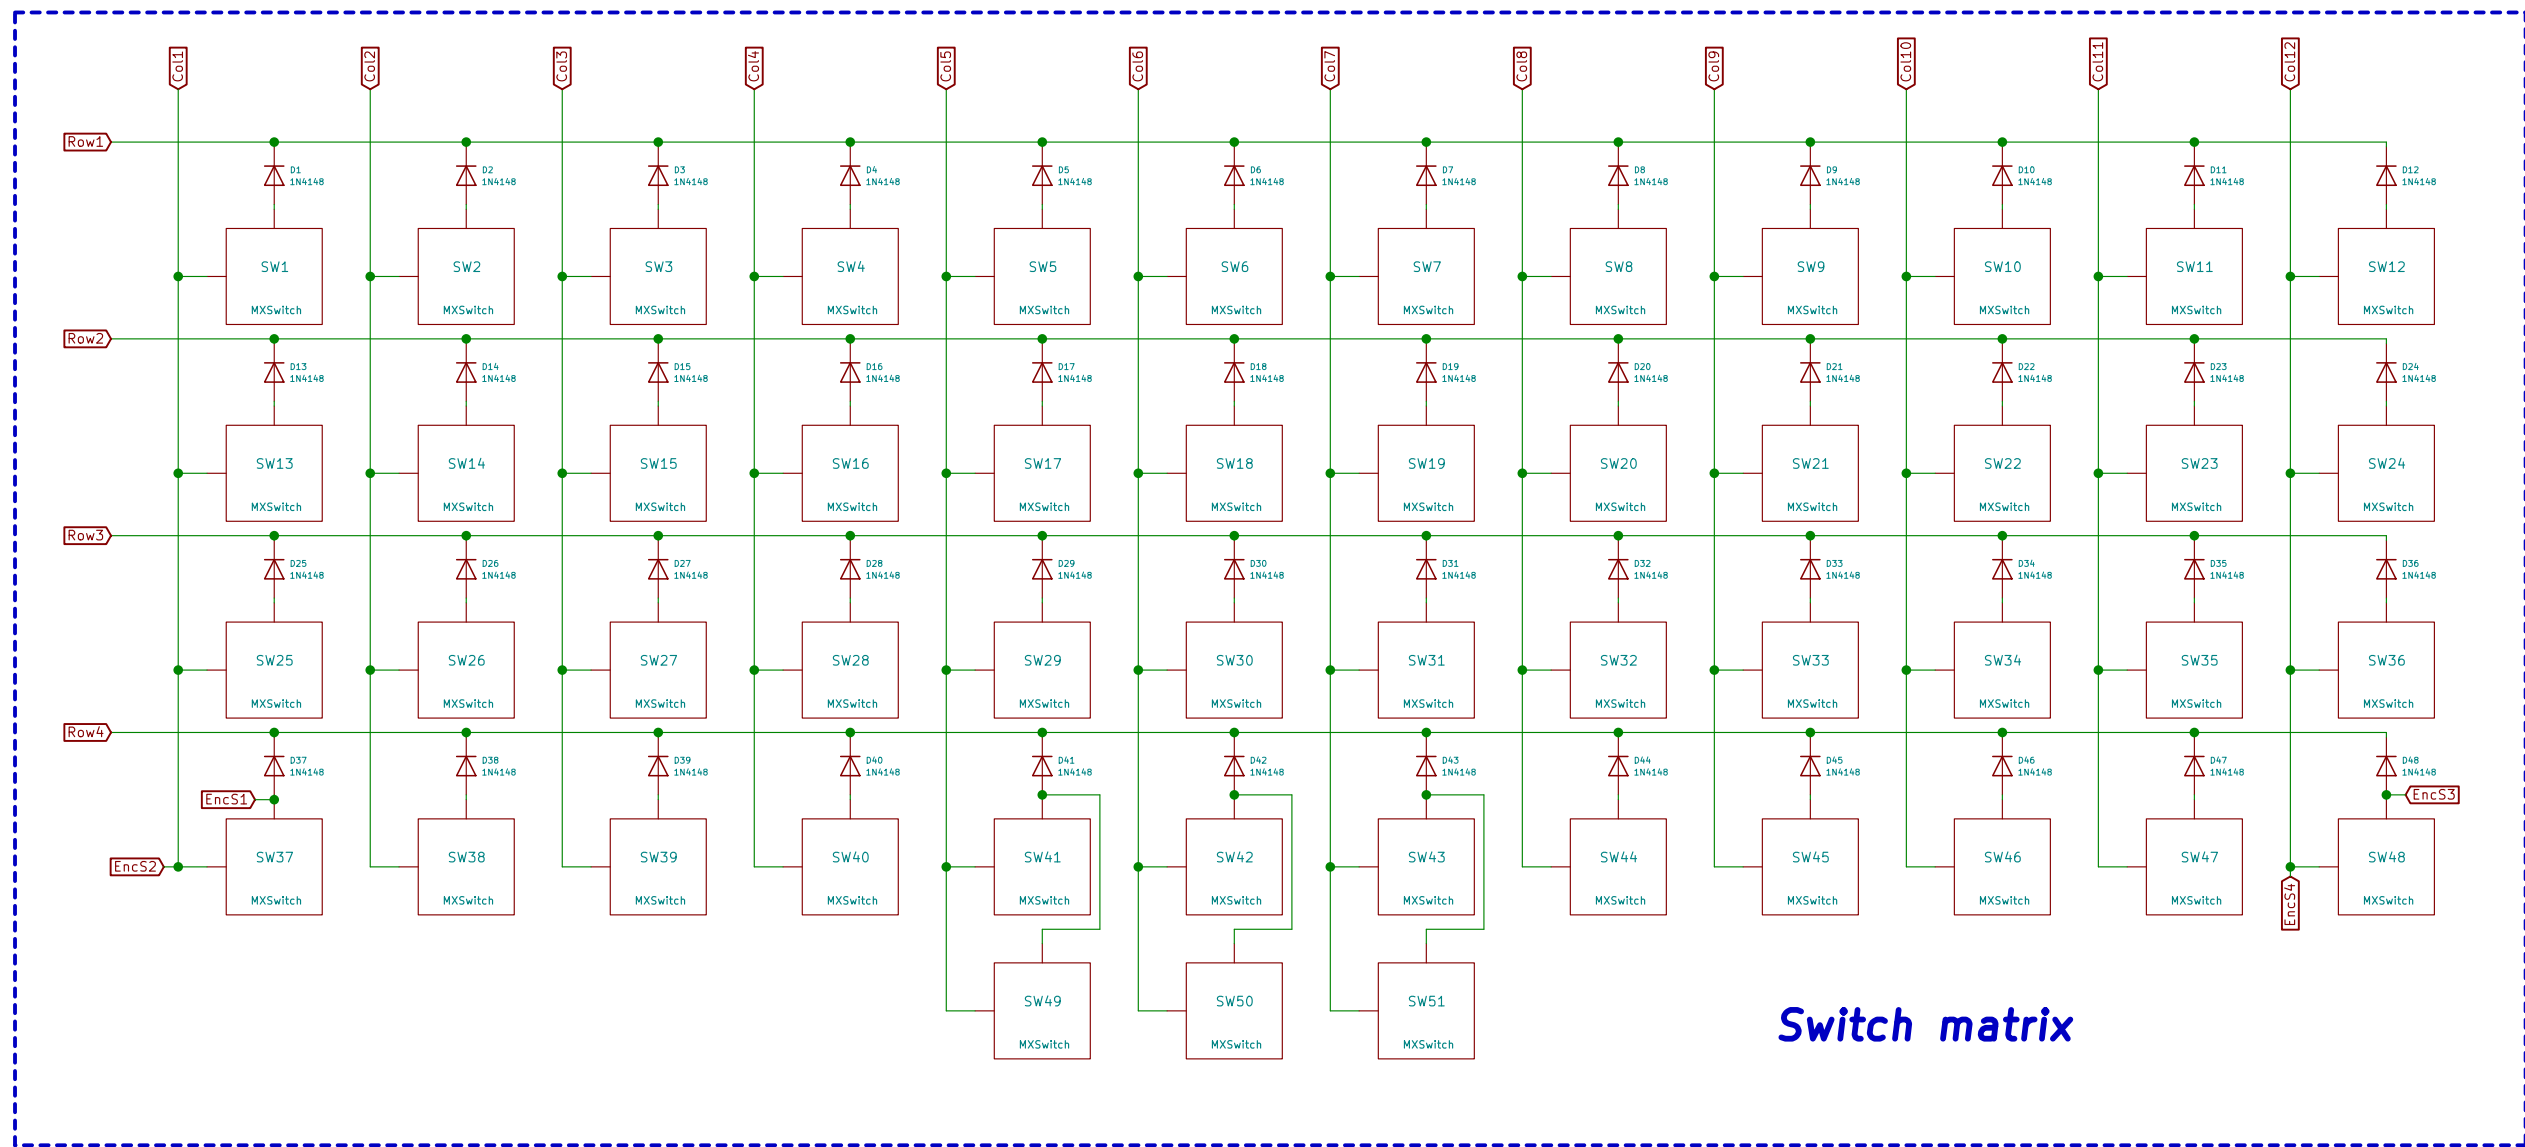 Col1 Col2 Col3 Col4 Col5 Col6 Col7 Col8 Col9 Col10 Col11 Col12
Row1
D1 D2 D3 D4 D5 D6 D7 D8 D9 D10 D11 D12
1N4148 1N4148 1N4148 1N4148 1N4148 1N4148 1N4148 1N4148 1N4148 1N4148 1N4148 1N4148
SW1 SW2 SW3 SW4 SW5 SW6 SW7 SW8 SW9 SW10 SW11 SW12
MXSwitch MXSwitch MXSwitch MXSwitch MXSwitch MXSwitch MXSwitch MXSwitch MXSwitch MXSwitch MXSwitch MXSwitch
Row2
D13 D14 D15 D16 D17 D18 D19 D20 D21 D22 D23 D24
1N4148 1N4148 1N4148 1N4148 1N4148 1N4148 1N4148 1N4148 1N4148 1N4148 1N4148 1N4148
SW13 SW14 SW15 SW16 SW17 SW18 SW19 SW20 SW21 SW22 SW23 SW24
MXSwitch MXSwitch MXSwitch MXSwitch MXSwitch MXSwitch MXSwitch MXSwitch MXSwitch MXSwitch MXSwitch MXSwitch
Row3
D25 D26 D27 D28 D29 D30 D31 D32 D33 D34 D35 D36
1N4148 1N4148 1N4148 1N4148 1N4148 1N4148 1N4148 1N4148 1N4148 1N4148 1N4148 1N4148
SW25 SW26 SW27 SW28 SW29 SW30 SW31 SW32 SW33 SW34 SW35 SW36
MXSwitch MXSwitch MXSwitch MXSwitch MXSwitch MXSwitch MXSwitch MXSwitch MXSwitch MXSwitch MXSwitch MXSwitch
Row4
D37 D38 D39 D40 D41 D42 D43 D44 D45 D46 D47 D48
1N4148 1N4148 1N4148 1N4148 1N4148 1N4148 1N4148 1N4148 1N4148 1N4148 1N4148 1N4148
EncS1 EncS3
SW37 SW38 SW39 SW40 SW41 SW42 SW43 SW44 SW45 SW46 SW47 SW48
EncS2
MXSwitch MXSwitch MXSwitch MXSwitch MXSwitch MXSwitch MXSwitch MXSwitch MXSwitch MXSwitch MXSwitch EncS4 MXSwitch
SW49 SW50 SW51
MXSwitch MXSwitch MXSwitch
Switch matrix